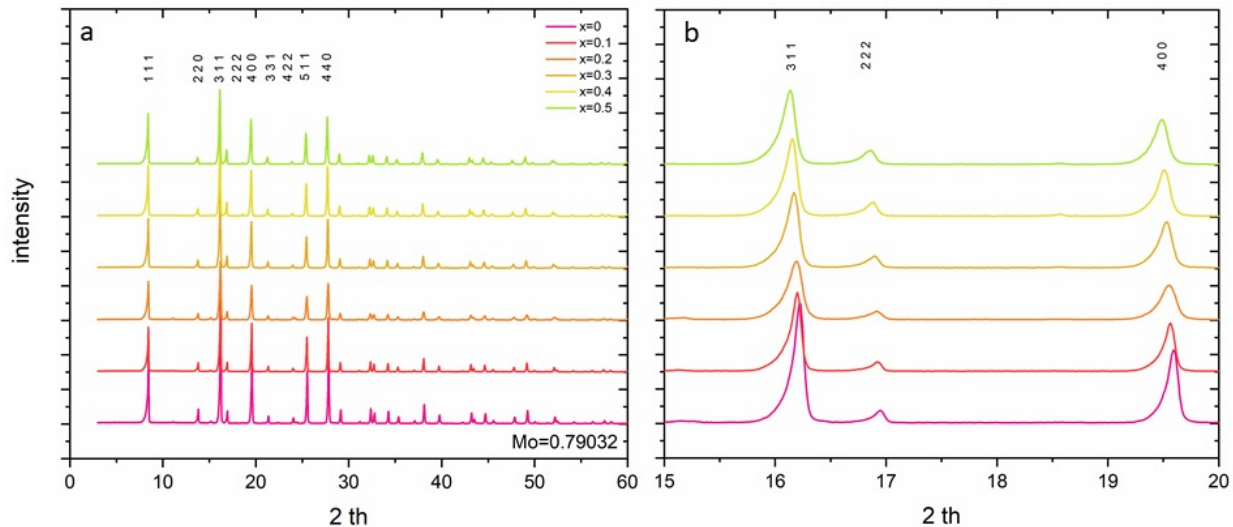 a
x=0
x=0.1
x=0.2
x=0.3
x=0.4
x=0.5
1 1 1
2 2 0
3 1 1
2 2 2
4 0 0
3 3 1
4 2 2
5 1 1
4 4 0
intensity
Mo=0.79032
0 10 20 30 40 50 60
2 th
b
3 1 1
2 2 2
4 0 0
15 16 17 18 19 20
2 th